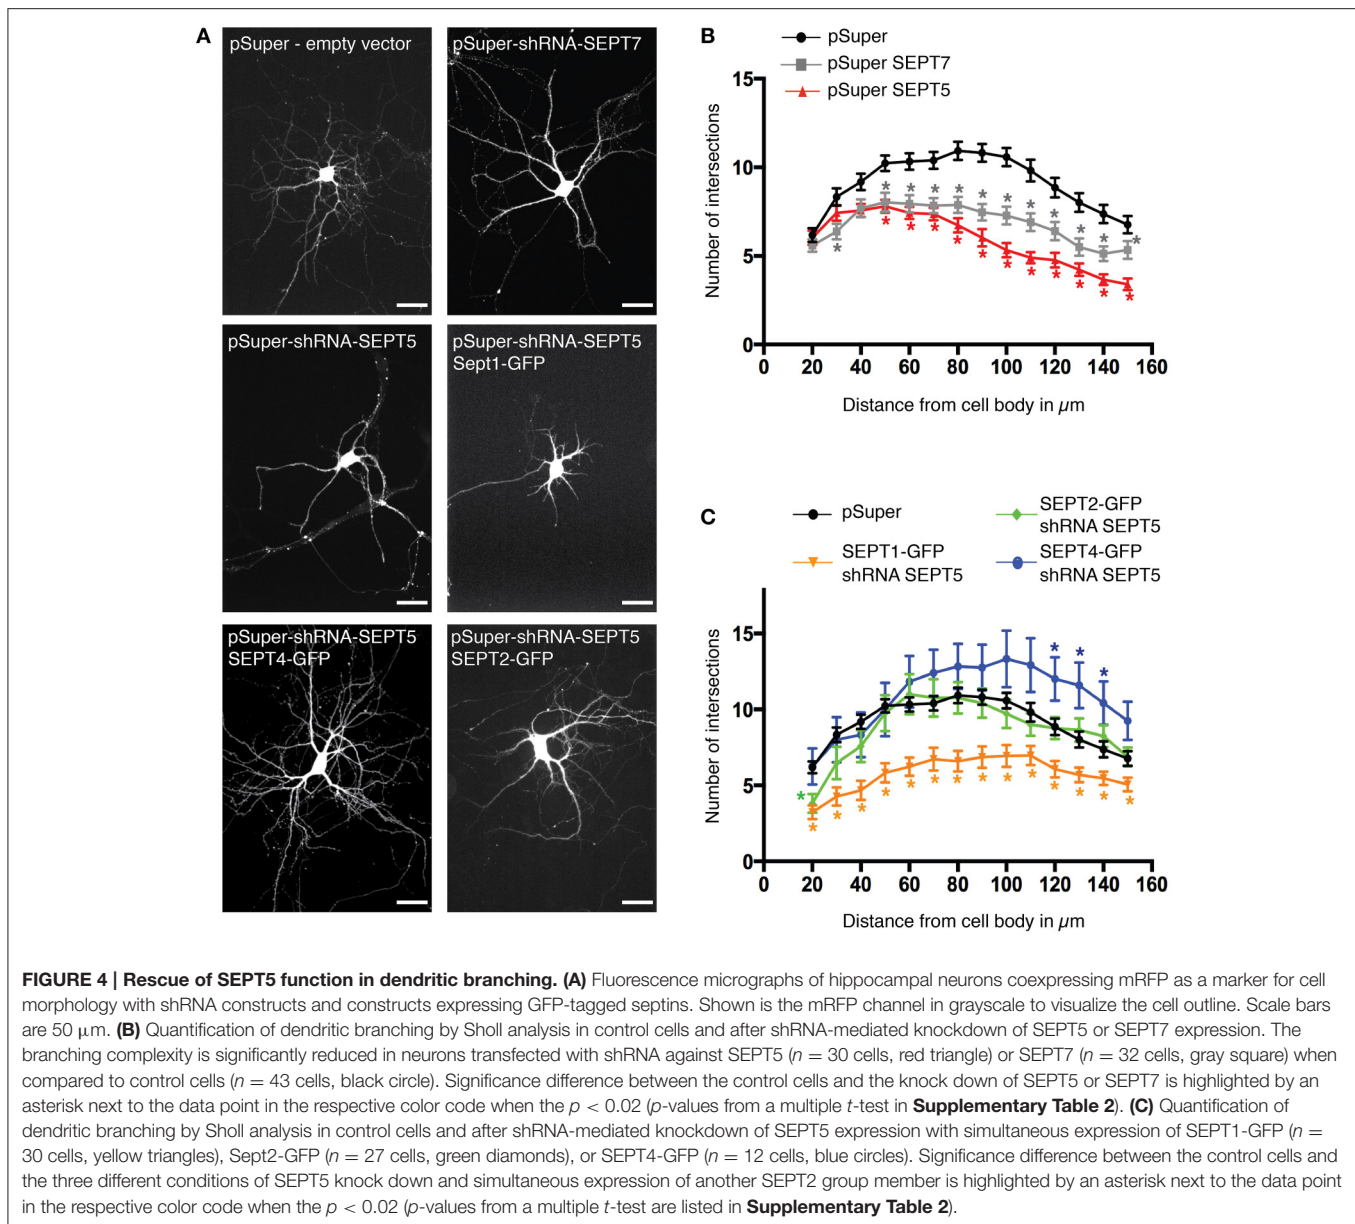 A
pSuper - empty vector
pSuper-shRNA-SEPT7
pSuper-shRNA-SEPT5
pSuper-shRNA-SEPT5
Sept1-GFP
pSuper-shRNA-SEPT5
SEPT4-GFP
pSuper-shRNA-SEPT5
SEPT2-GFP
B
pSuper
pSuper SEPT7
pSuper SEPT5
Number of intersections
15
10
5
0
* * * * * * * * * * * *
* * * * * * * * * * *
0 20 40 60 80 100 120 140 160
Distance from cell body in µm
C
pSuper
SEPT2-GFP
shRNA SEPT5
SEPT1-GFP
shRNA SEPT5
SEPT4-GFP
shRNA SEPT5
Number of intersections
15
10
5
0
* * *
*
* * * * * * * * * * * * * *
0 20 40 60 80 100 120 140 160
Distance from cell body in µm
FIGURE 4 | Rescue of SEPT5 function in dendritic branching. (A) Fluorescence micrographs of hippocampal neurons coexpressing mRFP as a marker for cell
morphology with shRNA constructs and constructs expressing GFP-tagged septins. Shown is the mRFP channel in grayscale to visualize the cell outline. Scale bars
are 50 µm. (B) Quantification of dendritic branching by Sholl analysis in control cells and after shRNA-mediated knockdown of SEPT5 or SEPT7 expression. The
branching complexity is significantly reduced in neurons transfected with shRNA against SEPT5 (n = 30 cells, red triangle) or SEPT7 (n = 32 cells, gray square) when
compared to control cells (n = 43 cells, black circle). Significance difference between the control cells and the knock down of SEPT5 or SEPT7 is highlighted by an
asterisk next to the data point in the respective color code when the p < 0.02 (p-values from a multiple t-test in Supplementary Table 2). (C) Quantification of
dendritic branching by Sholl analysis in control cells and after shRNA-mediated knockdown of SEPT5 expression with simultaneous expression of SEPT1-GFP (n =
30 cells, yellow triangles), Sept2-GFP (n = 27 cells, green diamonds), or SEPT4-GFP (n = 12 cells, blue circles). Significance difference between the control cells and
the three different conditions of SEPT5 knock down and simultaneous expression of another SEPT2 group member is highlighted by an asterisk next to the data point
in the respective color code when the p < 0.02 (p-values from a multiple t-test are listed in Supplementary Table 2).